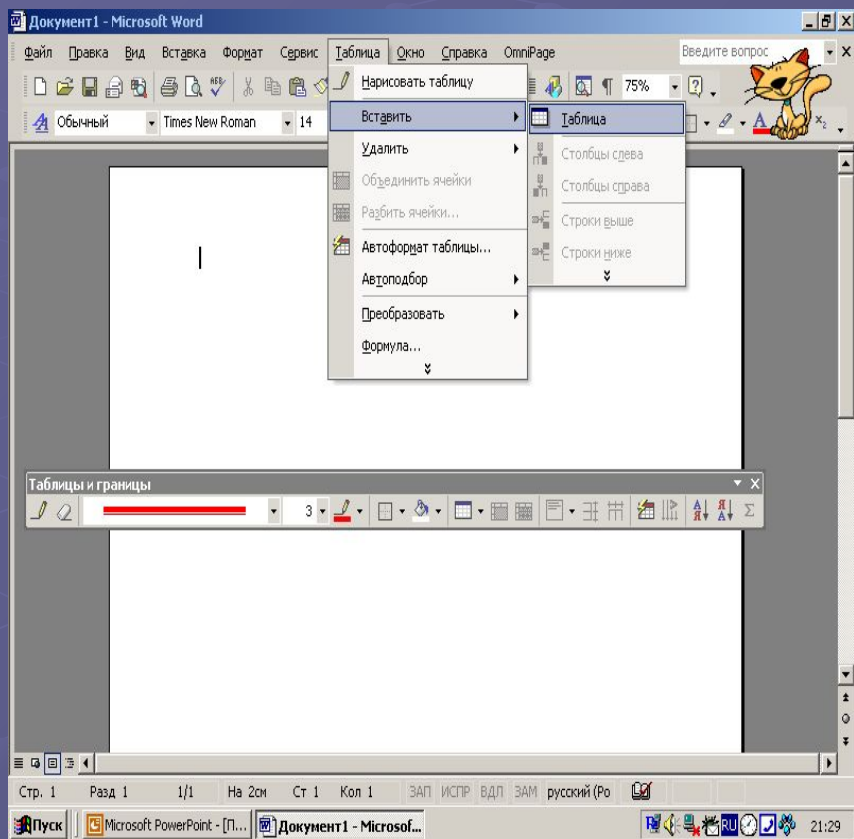 Документ1 - Microsoft Word
Файл Правка Вид Вставка Формат Сервис Таблица Окно Справка OmniPage Введите вопрос
75%
Обычный Times New Roman 14 A x₂
Нарисовать таблицу
Вставить
Удалить
Объединить ячейки
Разбить ячейки...
Автоформат таблицы...
Автоподбор
Преобразовать
Формула...
Таблица
Столбцы слева
Столбцы справа
Строки выше
Строки ниже
Таблицы и границы
3
Стр. 1 Разд 1 1/1 На 2см Ст 1 Кол 1 ЗАП ИСПР ВДЛ ЗАМ русский (Ро
Пуск Microsoft PowerPoint - [П... Документ1 - Microsof... RU 21:29